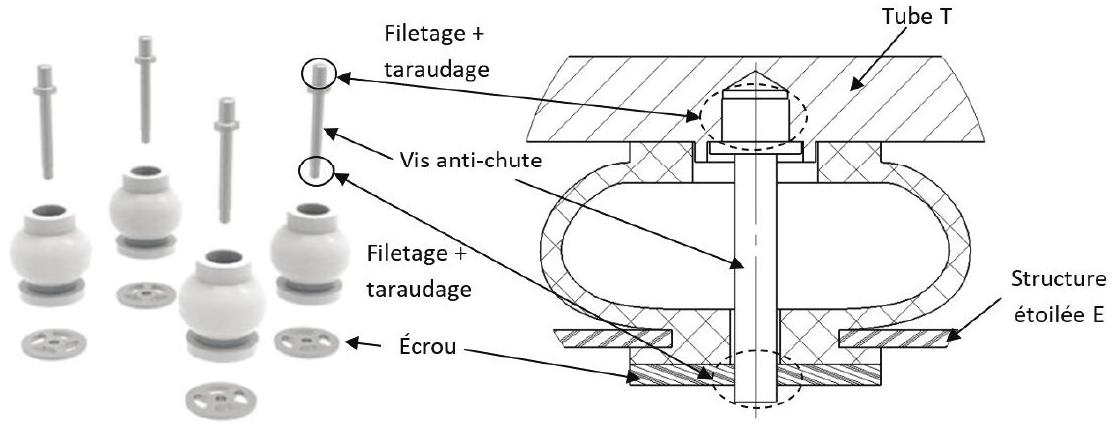 Filetage +
taraudage
Tube T
Vis anti-chute
Filetage +
taraudage
Structure
étoilée E
Écrou